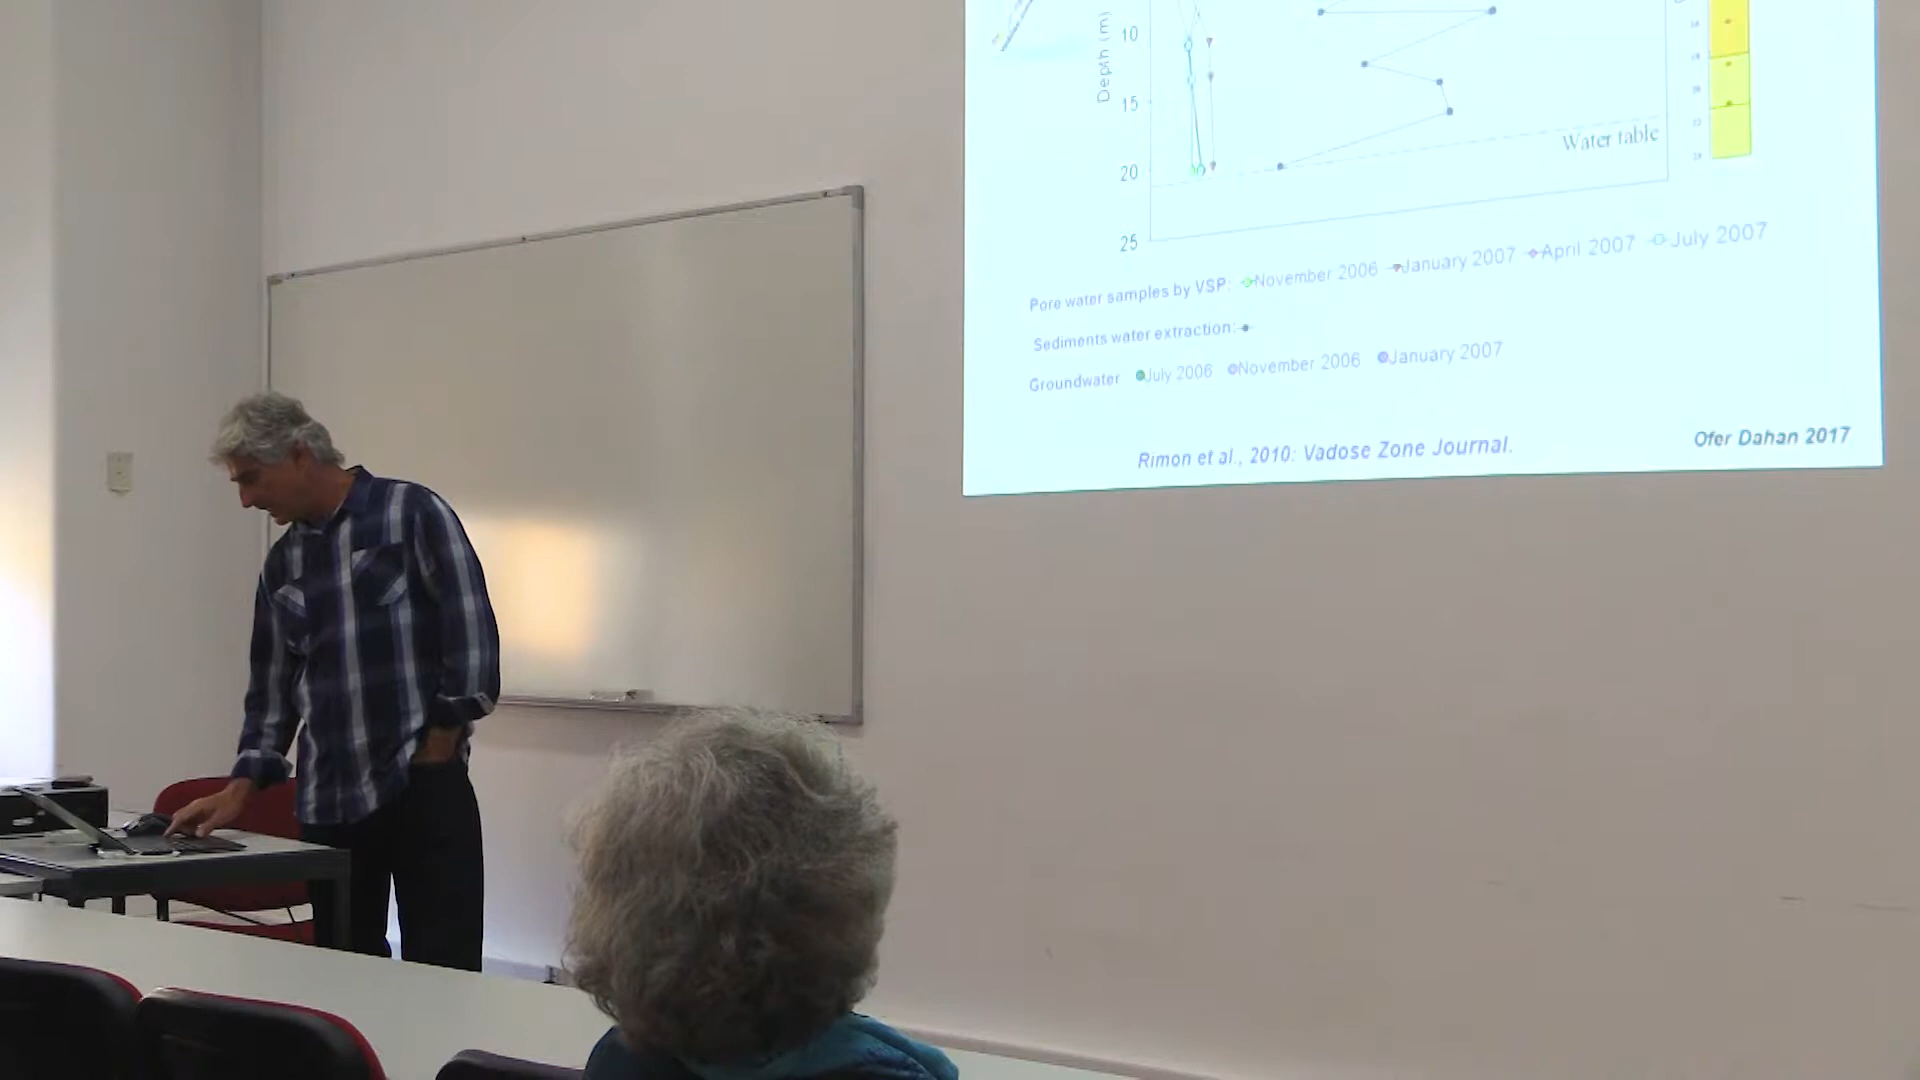 10
Depth (m)
15
20
25
Water table
Pore water samples by VSP: November 2006 January 2007 April 2007 July 2007
Sediments water extraction:
Groundwater July 2006 November 2006 January 2007
Rimon et al., 2010: Vadose Zone Journal.
Ofer Dahan 2017